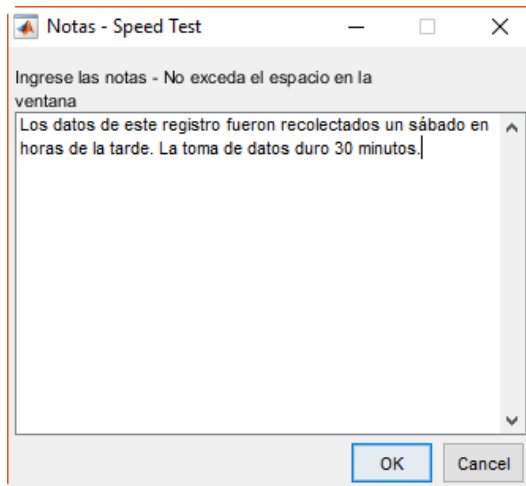 Notas - Speed Test
Ingrese las notas - No exceda el espacio en la
ventana
Los datos de este registro fueron recolectados un sábado en
horas de la tarde. La toma de datos duro 30 minutos.
OK
Cancel